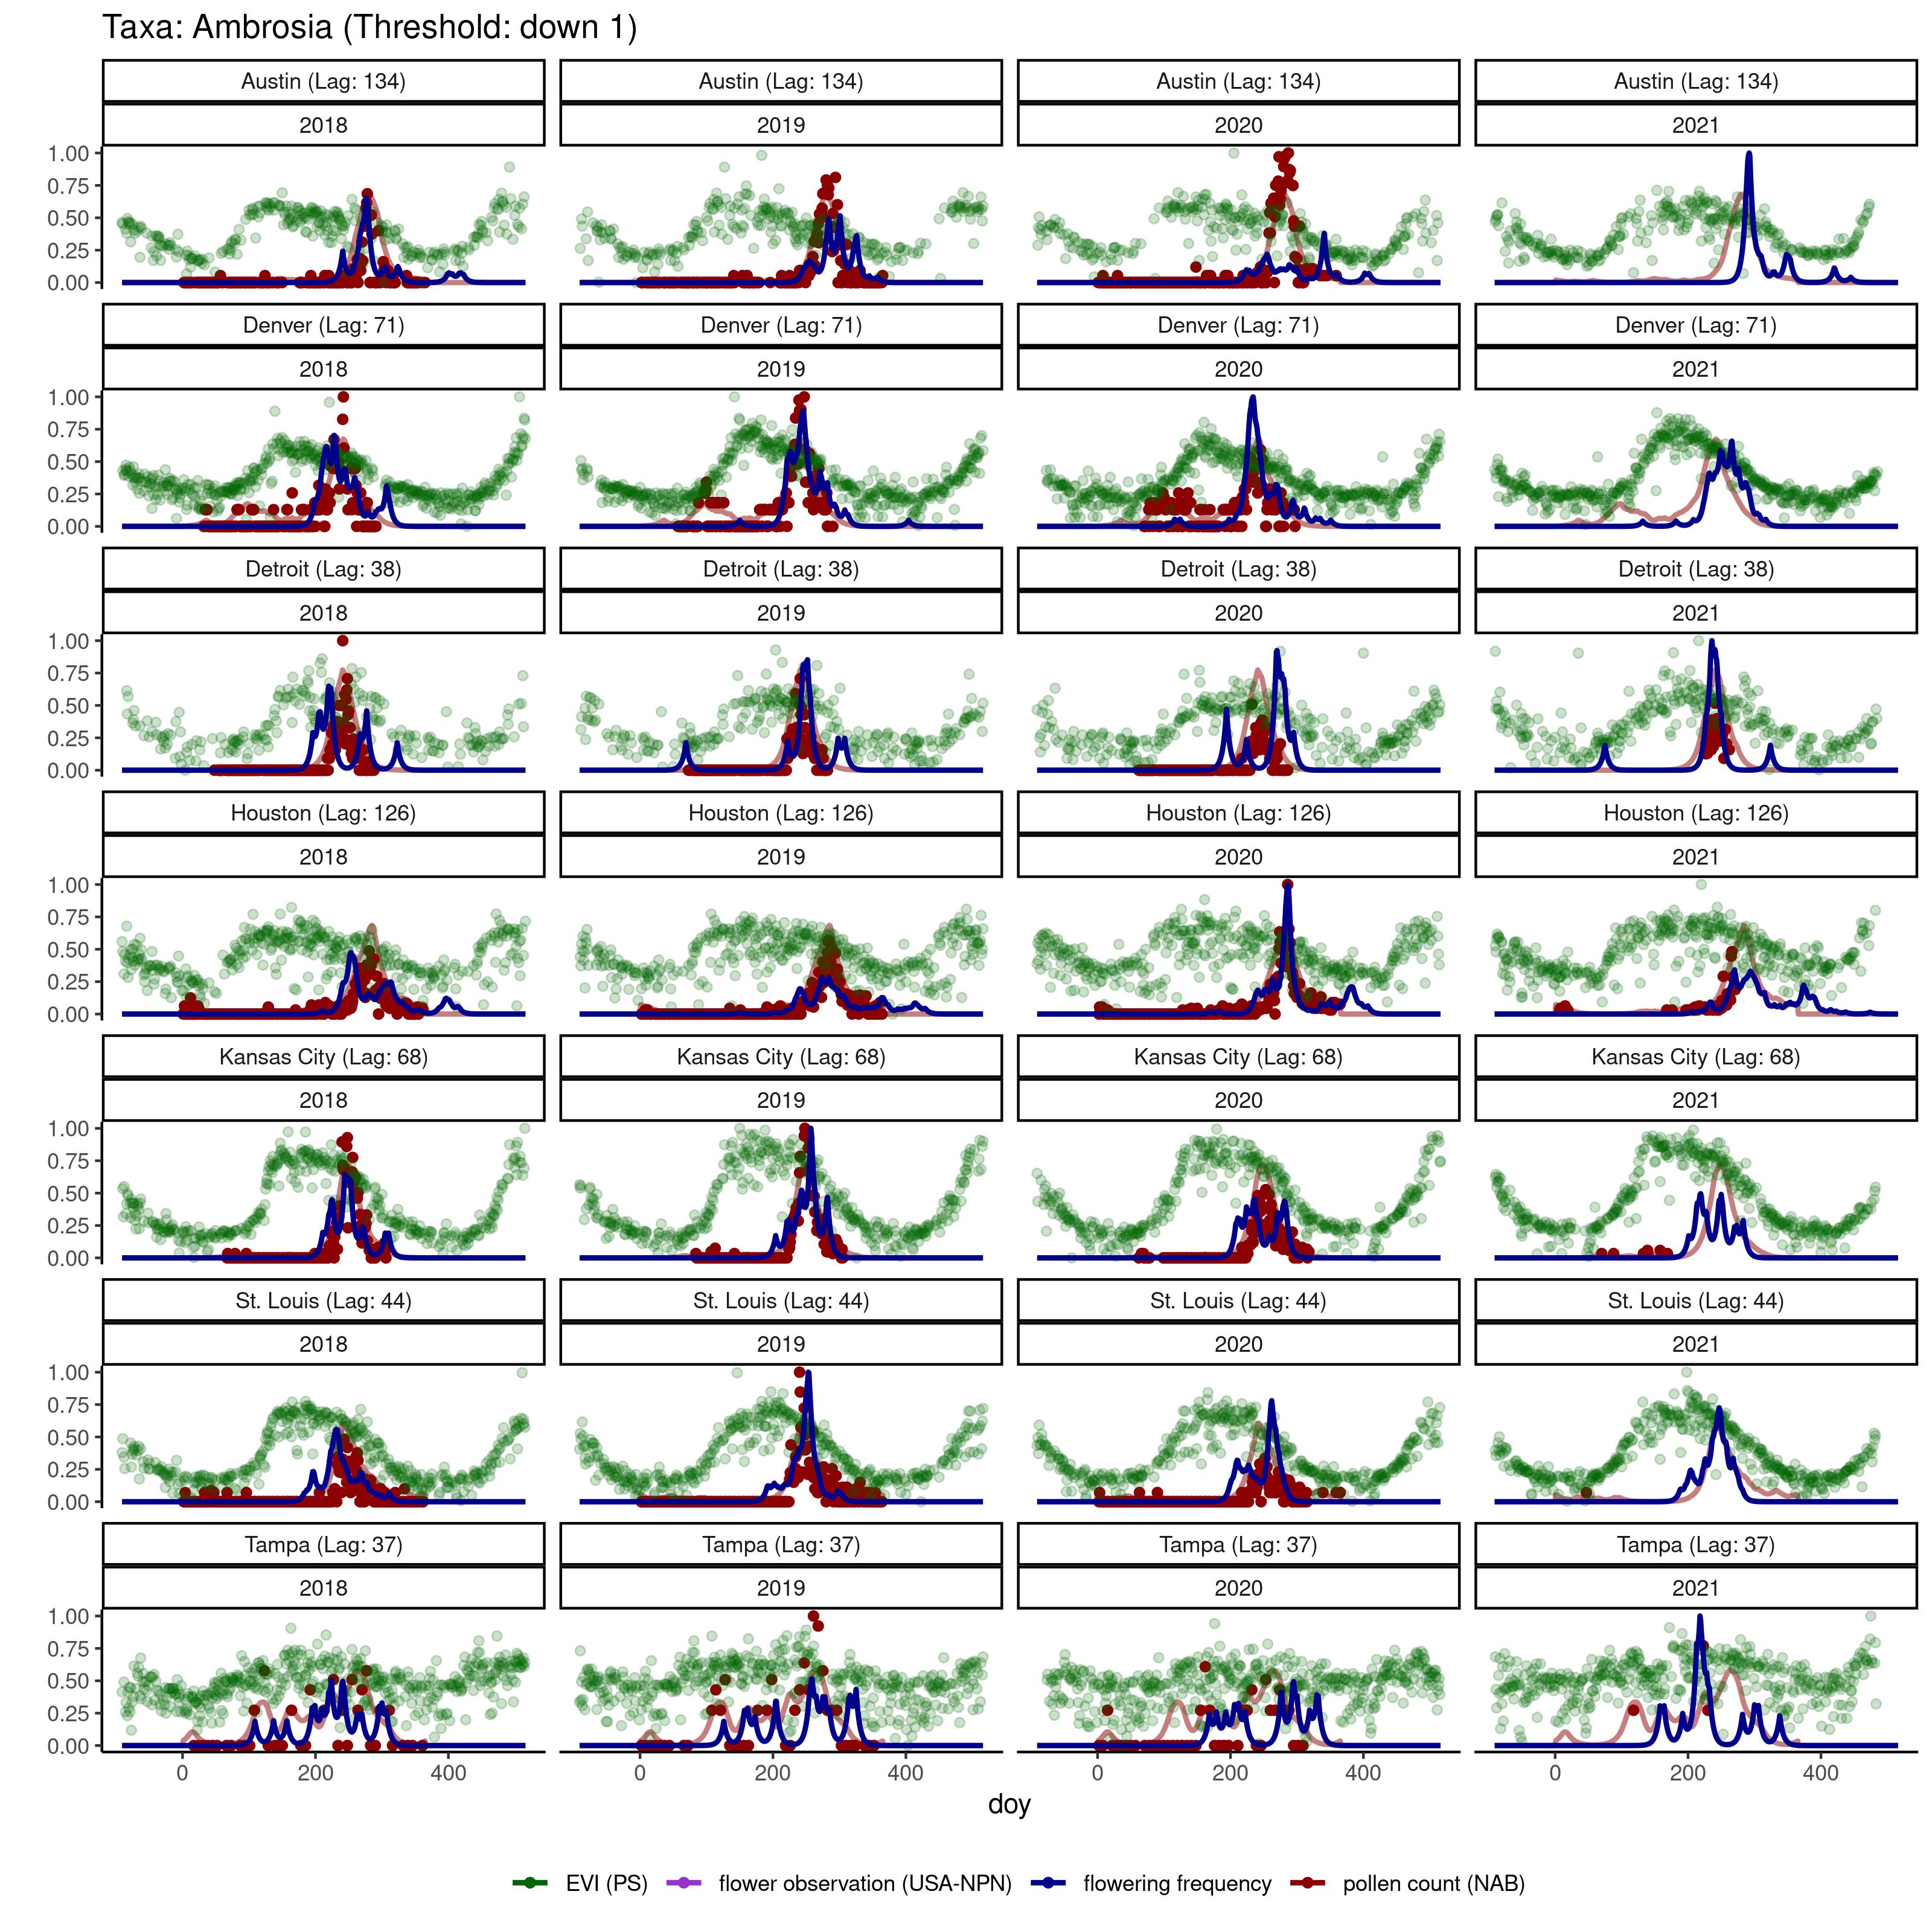 Taxa: Ambrosia (Threshold: down 1)
Austin (Lag: 134) Austin (Lag: 134) Austin (Lag: 134) Austin (Lag: 134)
2018 2019 2020 2021
1.00
0.75
0.50
0.25
0.00
Denver (Lag: 71) Denver (Lag: 71) Denver (Lag: 71) Denver (Lag: 71)
2018 2019 2020 2021
1.00
0.75
0.50
0.25
0.00
Detroit (Lag: 38) Detroit (Lag: 38) Detroit (Lag: 38) Detroit (Lag: 38)
2018 2019 2020 2021
1.00
0.75
0.50
0.25
0.00
Houston (Lag: 126) Houston (Lag: 126) Houston (Lag: 126) Houston (Lag: 126)
2018 2019 2020 2021
1.00
0.75
0.50
0.25
0.00
Kansas City (Lag: 68) Kansas City (Lag: 68) Kansas City (Lag: 68) Kansas City (Lag: 68)
2018 2019 2020 2021
1.00
0.75
0.50
0.25
0.00
St. Louis (Lag: 44) St. Louis (Lag: 44) St. Louis (Lag: 44) St. Louis (Lag: 44)
2018 2019 2020 2021
1.00
0.75
0.50
0.25
0.00
Tampa (Lag: 37) Tampa (Lag: 37) Tampa (Lag: 37) Tampa (Lag: 37)
2018 2019 2020 2021
1.00
0.75
0.50
0.25
0.00
0 200 400 0 200 400 0 200 400 0 200 400
doy
EVI (PS) flower observation (USA-NPN) flowering frequency pollen count (NAB)